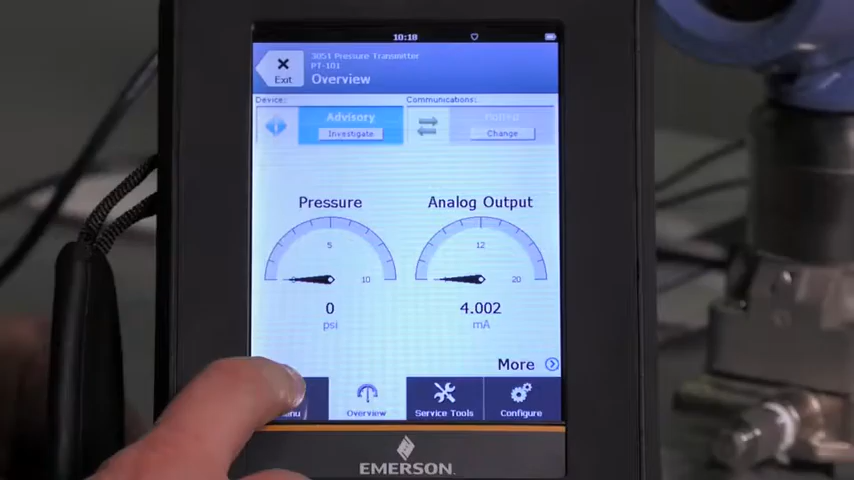 10:18
3051 Pressure Transmitter
PT-101
Exit
Overview
Device:
Communications:
Advisory
Investigate
Change
Pressure
Analog Output
5
12
0
10
20
0
4.002
psi
mA
More
Overview
Service Tools
Configure
EMERSON